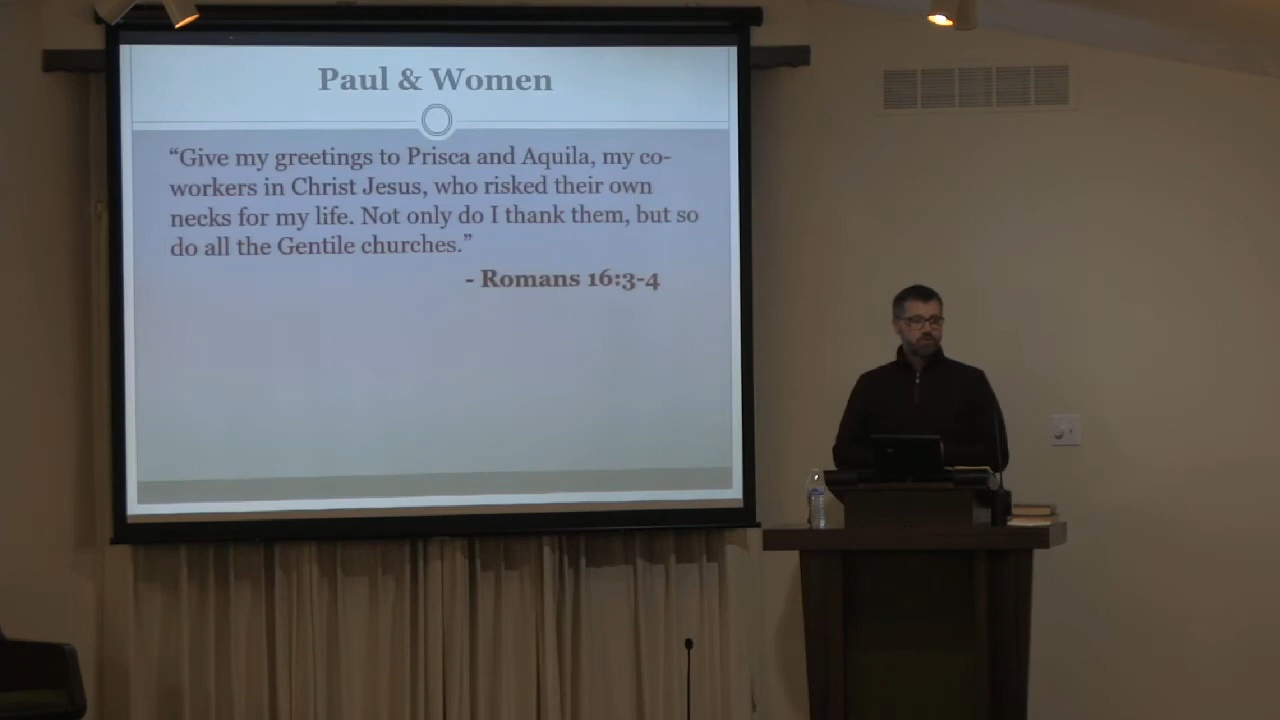 Paul & Women
“Give my greetings to Prisca and Aquila, my co-
workers in Christ Jesus, who risked their own
necks for my life. Not only do I thank them, but so
do all the Gentile churches.”
- Romans 16:3-4